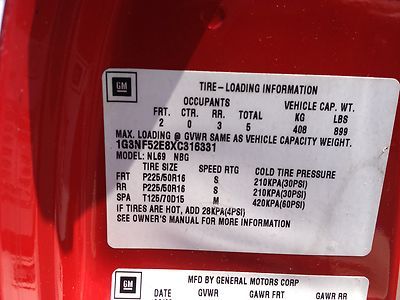 GM
TIRE-LOADING INFORMATION
OCCUPANTS VEHICLE CAP. WT.
FRT. CTR. RR. TOTAL KG LBS
2 0 3 5 408 899
MAX. LOADING @ GVWR SAME AS VEHICLE CAPACITY WEIGHT.
1G3NF52E8XC316331
MODEL: NL69 NBG
TIRE SIZE SPEED RTG COLD TIRE PRESSURE
FRT P225/50R16 S 210KPA(30PSI)
RR P225/50R16 S 210KPA(30PSI)
SPA T125/70D15 M 420KPA(60PSI)
IF TIRES ARE HOT, ADD 28KPA(4PSI)
SEE OWNER'S MANUAL FOR MORE INFORMATION
GM
MFD BY GENERAL MOTORS CORP
DATE GVWR GAWR FRT GAWR RR